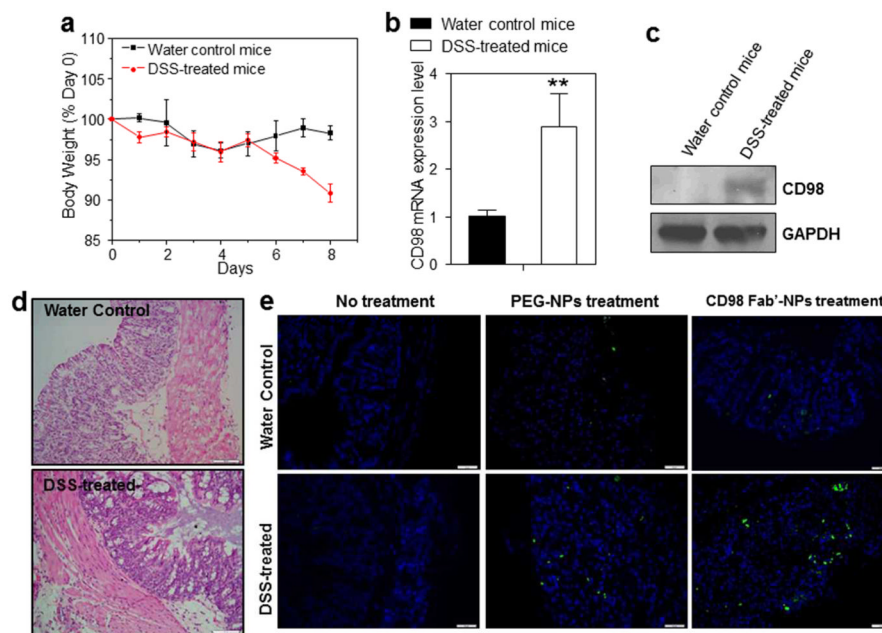 a
Water control mice
DSS-treated mice
Body Weight (% Day 0)
110
105
100
95
90
85
0
2
4
6
8
Days
b
Water control mice
DSS-treated mice
CD98 mRNA expression level
4
3
2
1
0
**
c
Water control mice
DSS-treated mice
CD98
GAPDH
d
Water Control
DSS-treated
e
No treatment
PEG-NPs treatment
CD98 Fab'-NPs treatment
Water Control
DSS-treated